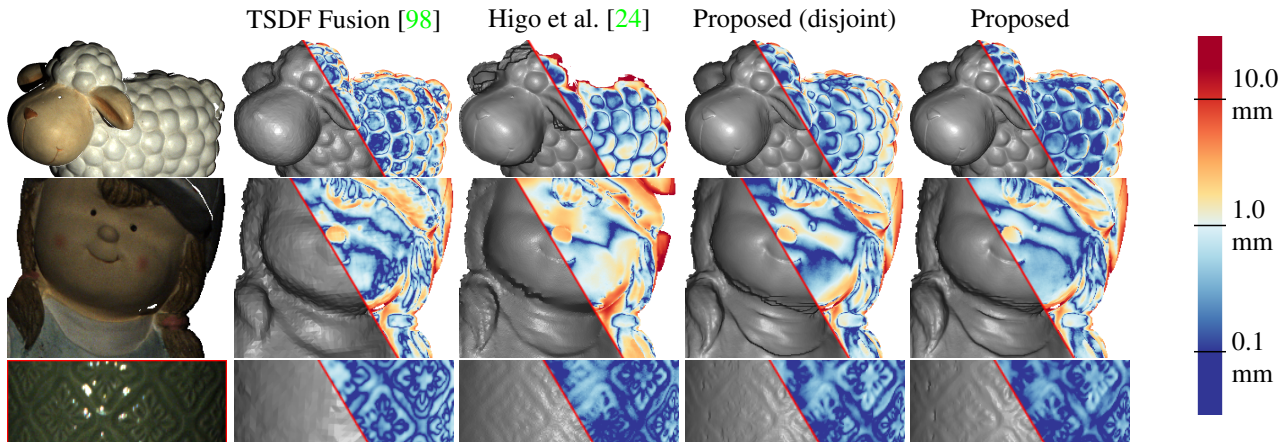 TSDF Fusion [98] Higo et al. [24] Proposed (disjoint) Proposed
10.0
mm
1.0
mm
0.1
mm